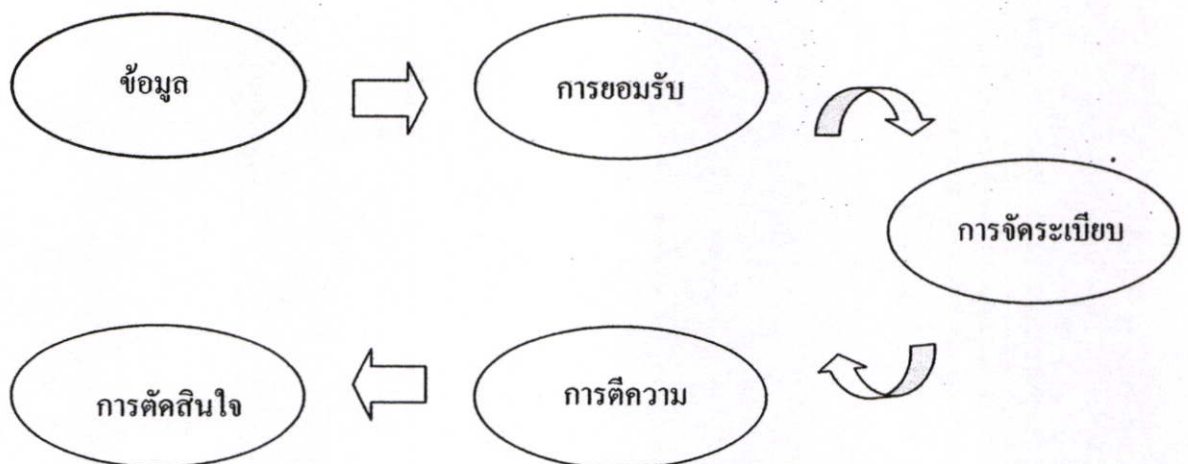 ข้อมูล
การยอมรับ
การจัดระเบียบ
การตีความ
การตัดสินใจ